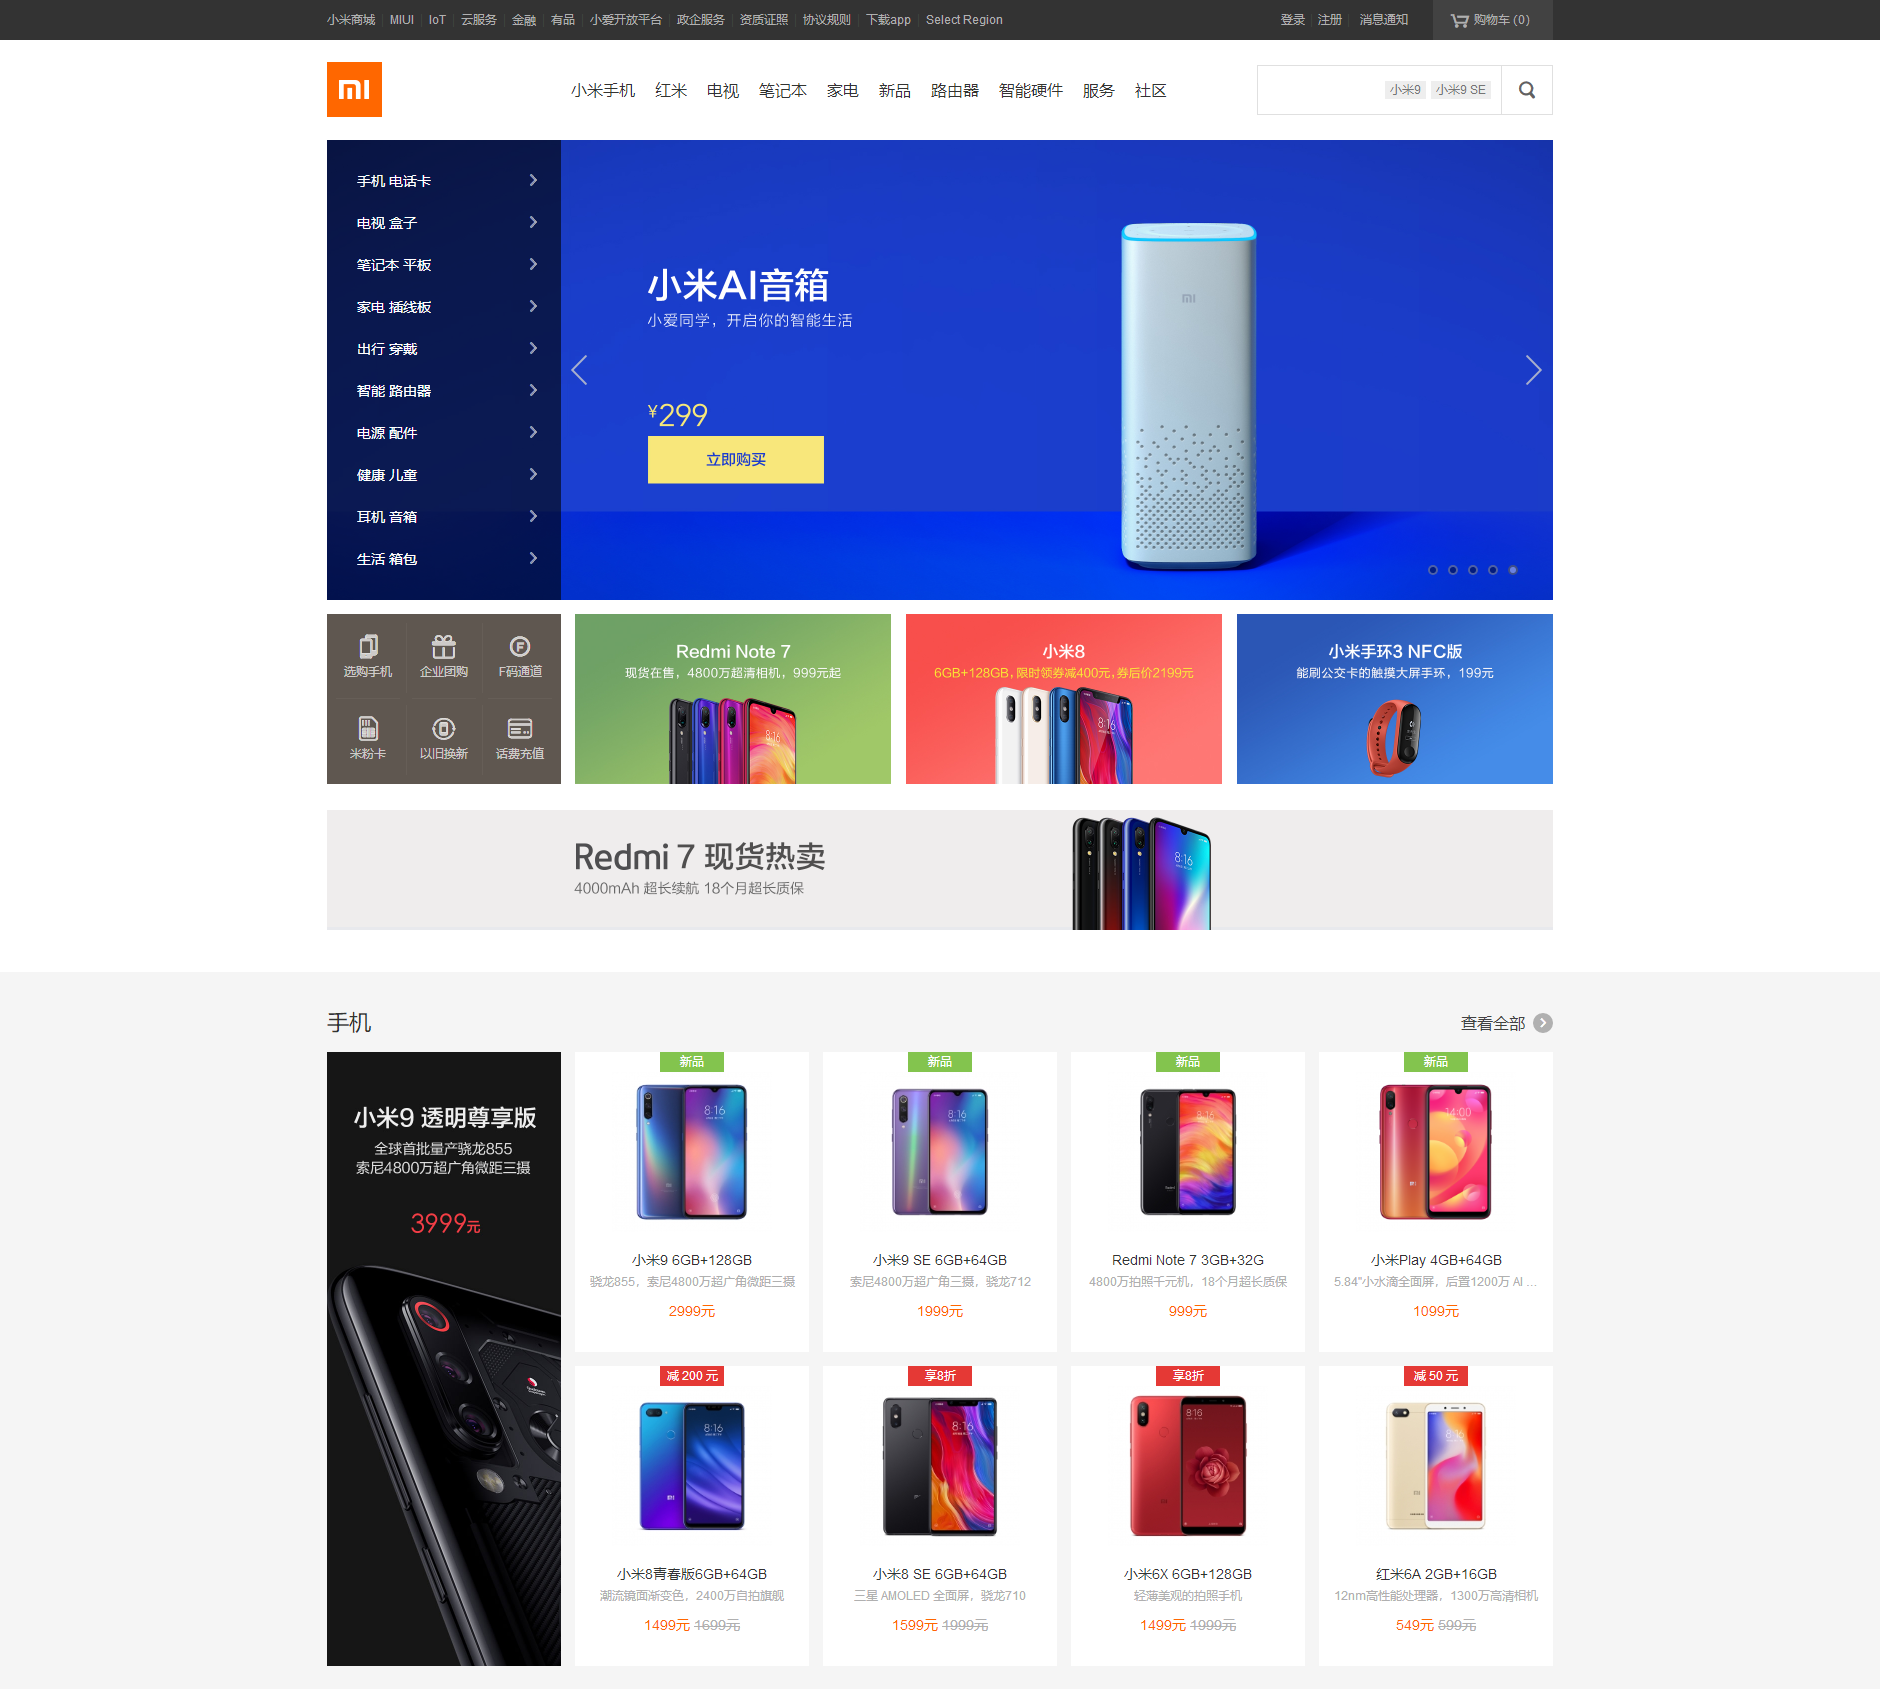 小米商城 MIUI IoT 云服务 金融 有品 小爱开放平台 政企服务 资质证照 协议规则 下载app Select Region
登录 注册 消息通知 购物车 (0)
mi
小米手机 红米 电视 笔记本 家电 新品 路由器 智能硬件 服务 社区
小米9 小米9 SE
手机 电话卡
电视 盒子
笔记本 平板
家电 插线板
出行 穿戴
智能 路由器
电源 配件
健康 儿童
耳机 音箱
生活 箱包
小米AI音箱
小爱同学，开启你的智能生活
¥299
立即购买
mi
选购手机 企业团购 F码通道
米粉卡 以旧换新 话费充值
Redmi Note 7
现货在售，4800万超清相机，999元起
8:16
小米8
6GB+128GB,限时领券减400元,券后价2199元
8:16
小米手环3 NFC版
能刷公交卡的触摸大屏手环，199元
Redmi 7 现货热卖
4000mAh 超长续航 18个月超长质保
8:16
手机
查看全部
小米9 透明尊享版
全球首批量产骁龙855
索尼4800万超广角微距三摄
3999元
新品
8:16
小米9 6GB+128GB
骁龙855，索尼4800万超广角微距三摄
2999元
新品
8:16
小米9 SE 6GB+64GB
索尼4800万超广角三摄，骁龙712
1999元
新品
8:16
Redmi Note 7 3GB+32G
4800万拍照千元机，18个月超长质保
999元
新品
14:00
小米Play 4GB+64GB
5.84"小水滴全面屏，后置1200万 AI ...
1099元
减 200 元
8:16
小米8青春版6GB+64GB
潮流镜面渐变色，2400万自拍旗舰
1499元 1699元
享8折
8:16
小米8 SE 6GB+64GB
三星 AMOLED 全面屏，骁龙710
1599元 1999元
享8折
8:16
小米6X 6GB+128GB
轻薄美观的拍照手机
1499元 1999元
减 50 元
8:16
红米6A 2GB+16GB
12nm高性能处理器，1300万高清相机
549元 599元